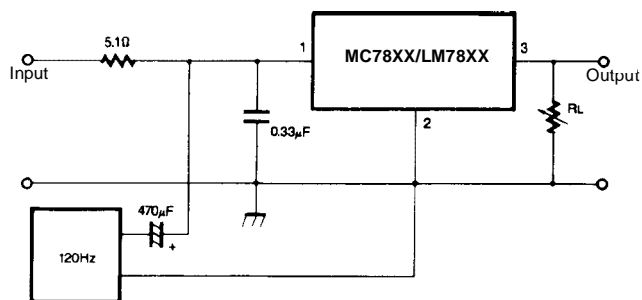 5.1Ω
Input
1
MC78XX/LM78XX
3
Output
0.33µF
2
RL
470µF
+
120Hz